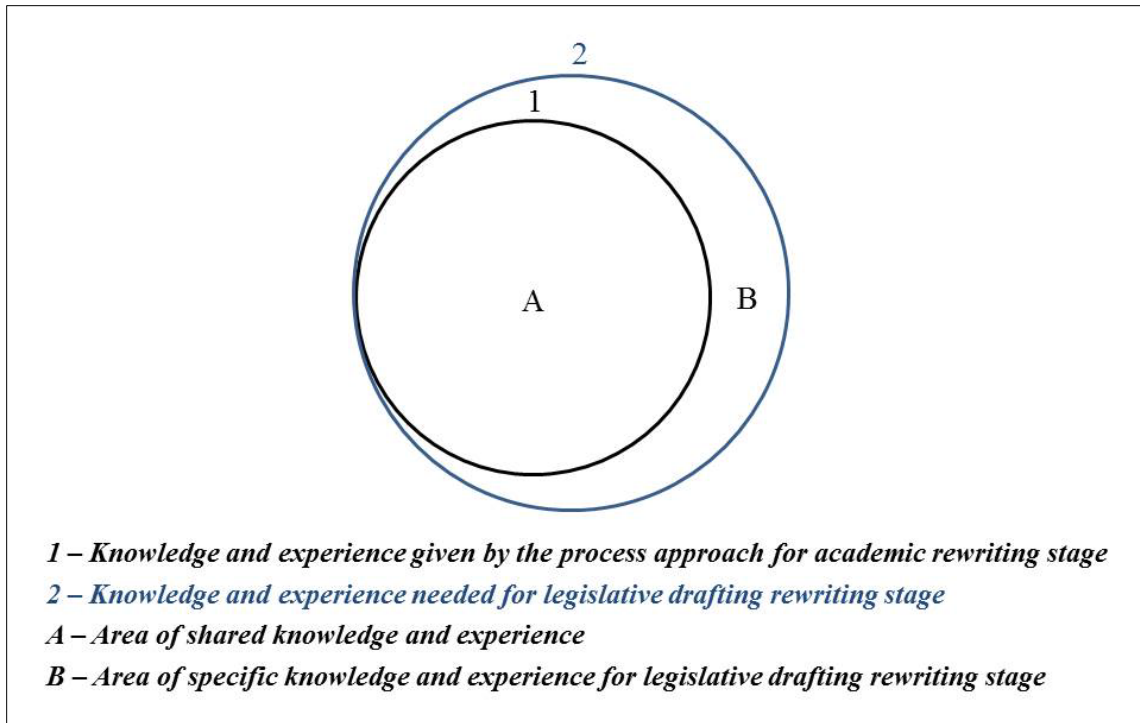 2
1
A
B
1 – Knowledge and experience given by the process approach for academic rewriting stage
2 – Knowledge and experience needed for legislative drafting rewriting stage
A – Area of shared knowledge and experience
B – Area of specific knowledge and experience for legislative drafting rewriting stage